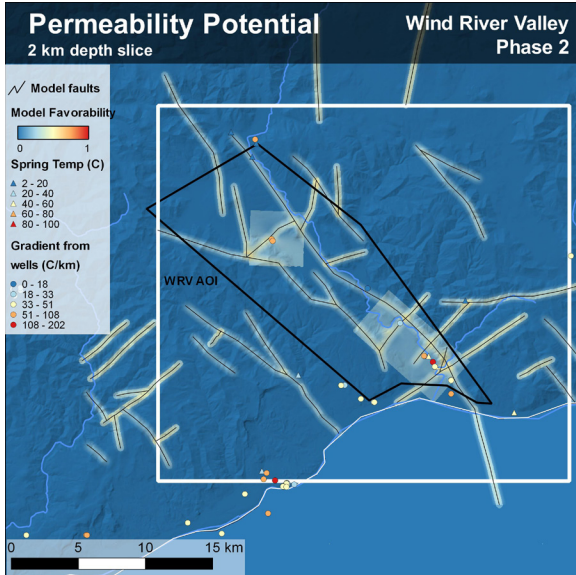 Permeability Potential
2 km depth slice
Wind River Valley
Phase 2
Model faults
Model Favorability
0 1
Spring Temp (C)
2 - 20
20 - 40
40 - 60
60 - 80
80 - 100
Gradient from
wells (C/km)
0 - 18
18 - 33
33 - 51
51 - 108
108 - 202
WRV AOI
0 5 10 15 km